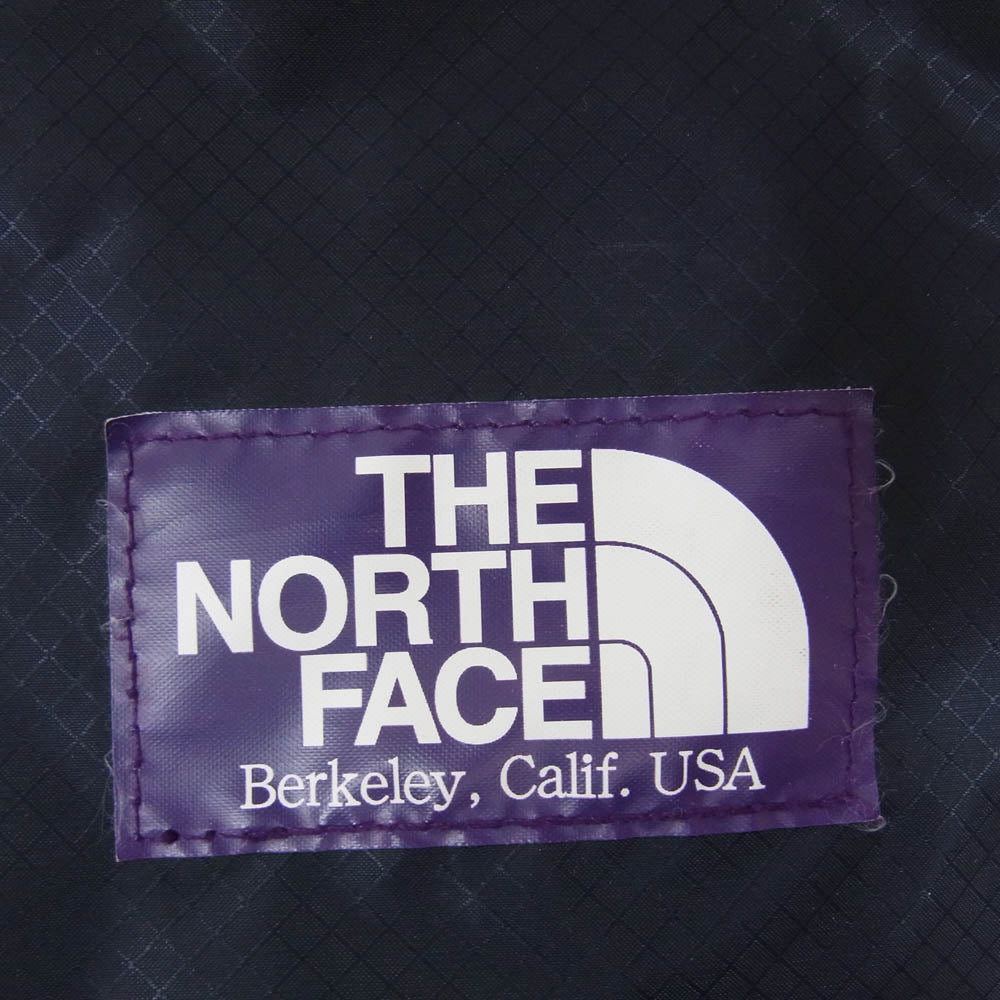 THE
NORTH
FACE
Berkeley, Calif. USA